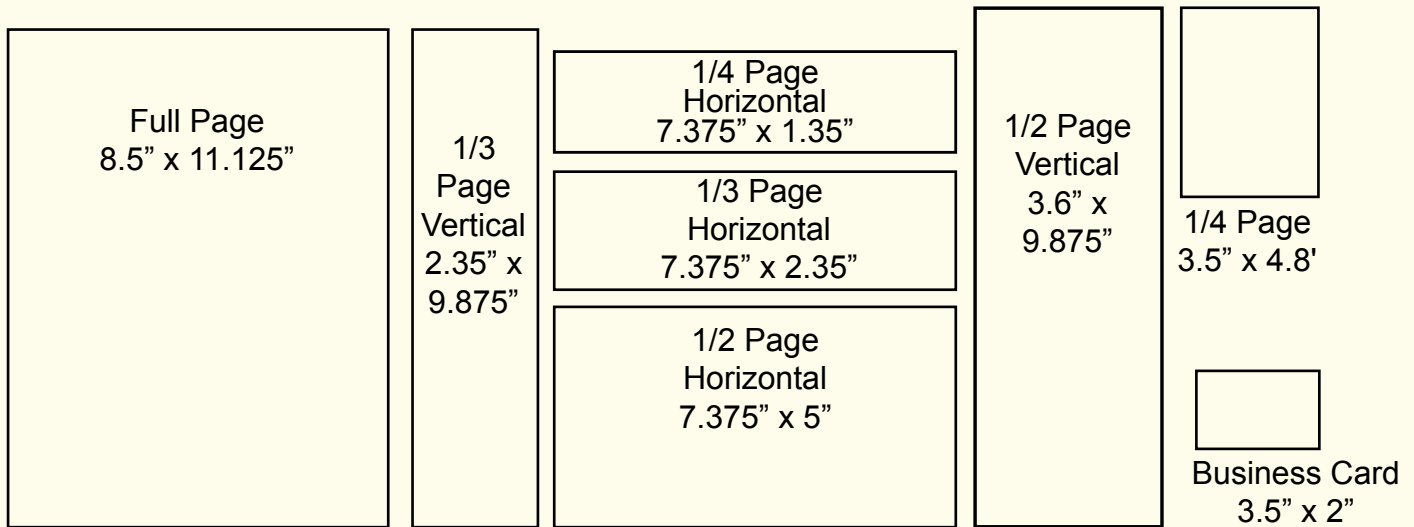 Full Page
8.5” x 11.125”
1/3
Page
Vertical
2.35” x
9.875”
1/4 Page
Horizontal
7.375” x 1.35”
1/3 Page
Horizontal
7.375” x 2.35”
1/2 Page
Horizontal
7.375” x 5”
1/2 Page
Vertical
3.6” x
9.875”
1/4 Page
3.5” x 4.8'
Business Card
3.5” x 2”